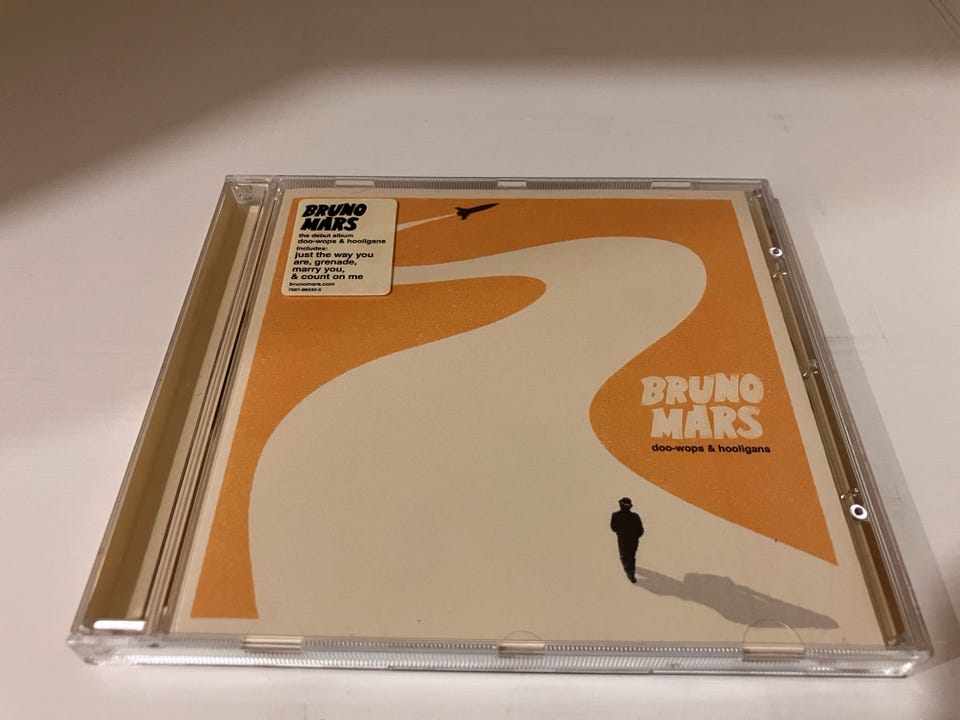 BRUNO
MARS
the debut album
doo-wops & hooligans
includes:
just the way you
are, grenade,
marry you,
& count on me
brunomars.com
BRUNO
MARS
doo-wops & hooligans